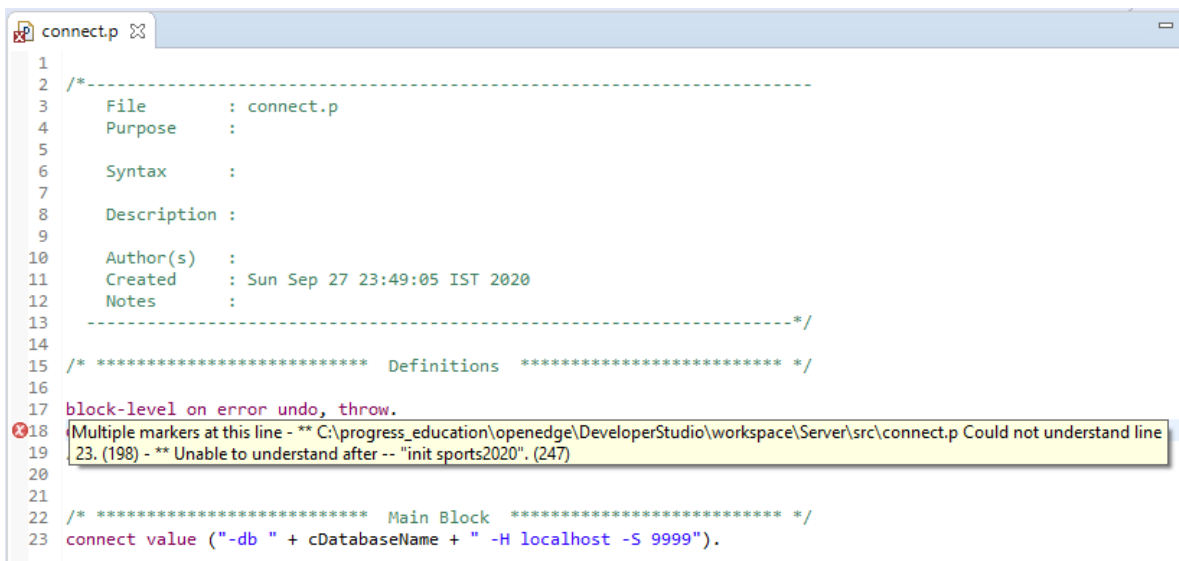 connect.p
1
2 /*------------------------------------------------------------------------
3 File : connect.p
4 Purpose :
5
6 Syntax :
7
8 Description :
9
10 Author(s) :
11 Created : Sun Sep 27 23:49:05 IST 2020
12 Notes :
13 ----------------------------------------------------------------------*/
14
15 /* *************************** Definitions ************************** */
16
17 block-level on error undo, throw.
18 Multiple markers at this line - ** C:\progress_education\openedge\DeveloperStudio\workspace\Server\src\connect.p Could not understand line
19 23. (198) - ** Unable to understand after -- "init sports2020". (247)
20
21
22 /* *************************** Main Block *************************** */
23 connect value ("-db " + cDatabaseName + " -H localhost -S 9999").